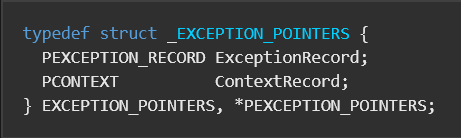 typedef struct _EXCEPTION_POINTERS {
  PEXCEPTION_RECORD ExceptionRecord;
  PCONTEXT          ContextRecord;
} EXCEPTION_POINTERS, *PEXCEPTION_POINTERS;